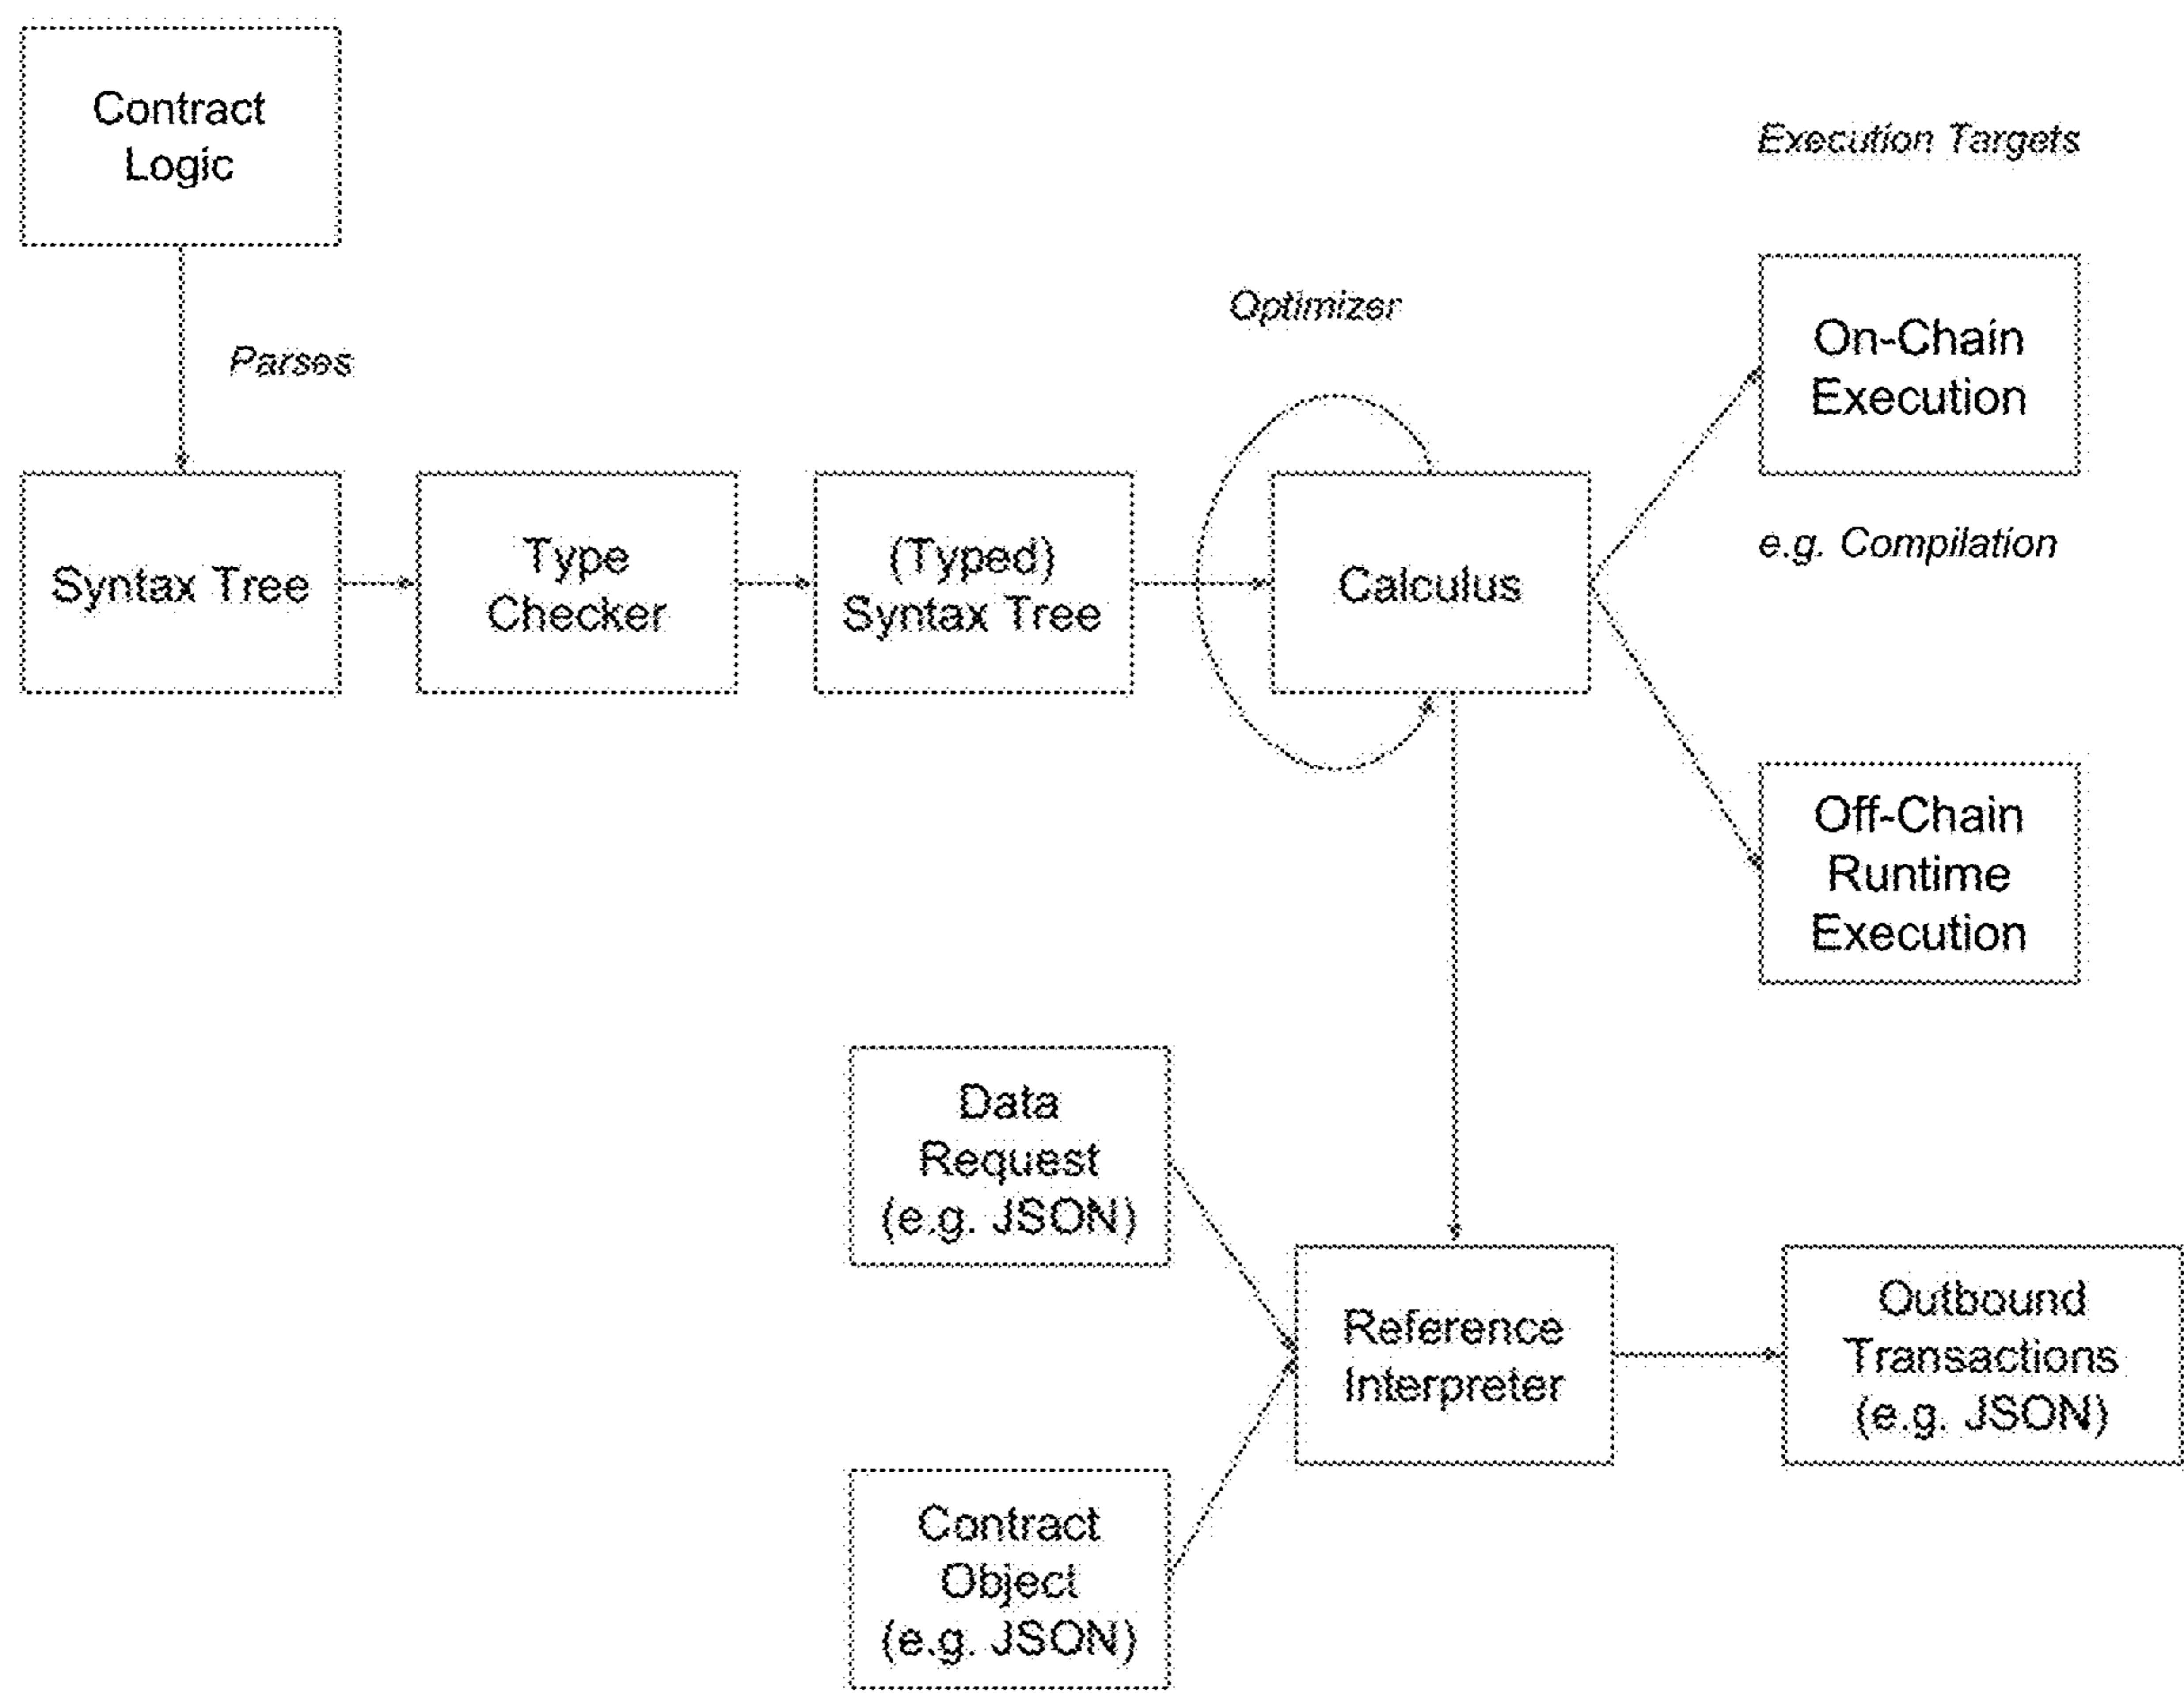 Contract
Logic
Execution Targets
Optimizer
On-Chain
Execution
Parses
e.g. Compilation
Syntax Tree
Type
Checker
(Typed)
Syntax Tree
Calculus
Off-Chain
Runtime
Execution
Data
Request
(e.g. JSON)
Reference
Interpreter
Outbound
Transactions
(e.g. JSON)
Contract
Object
(e.g. JSON)